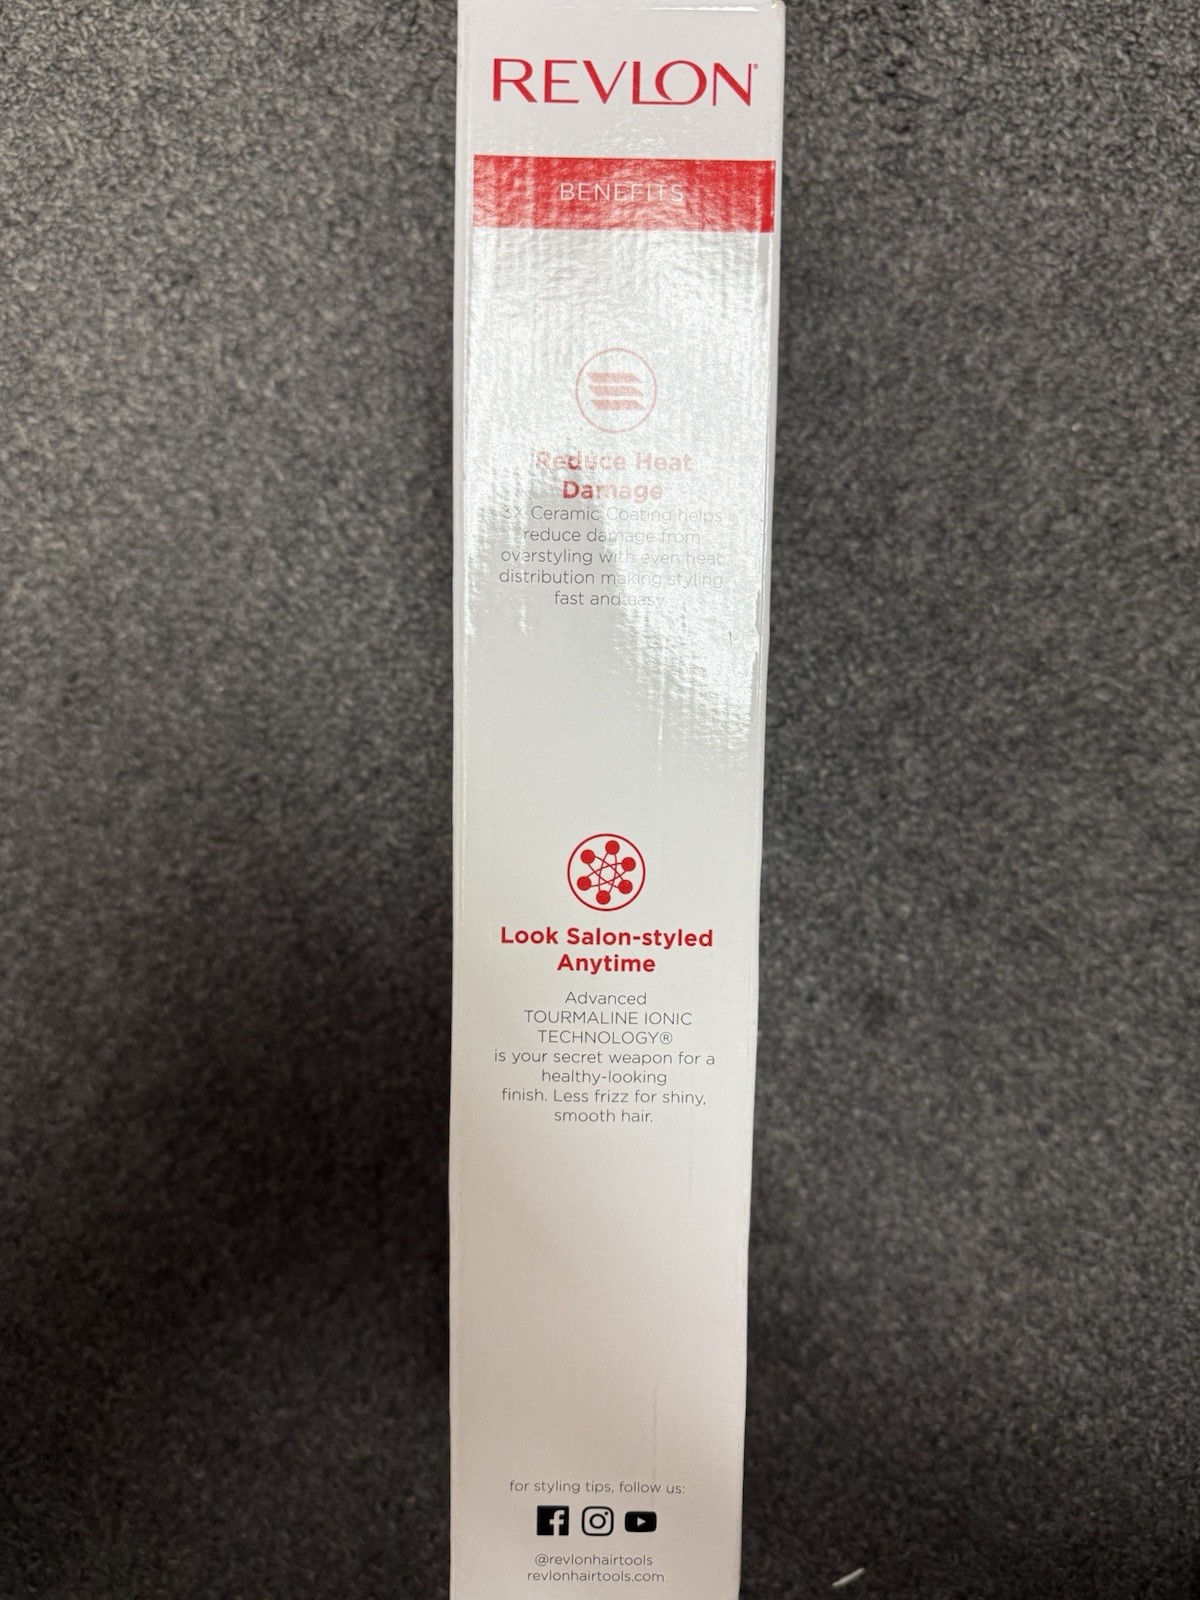 REVLON®
BENEFITS
Reduce Heat
Damage
3X Ceramic Coating helps
reduce damage from
overstyling with even heat
distribution making styling
fast and easy.
Look Salon-styled
Anytime
Advanced
TOURMALINE IONIC
TECHNOLOGY®
is your secret weapon for a
healthy-looking
finish. Less frizz for shiny,
smooth hair.
for styling tips, follow us:
@revlonhairtools
revlonhairtools.com